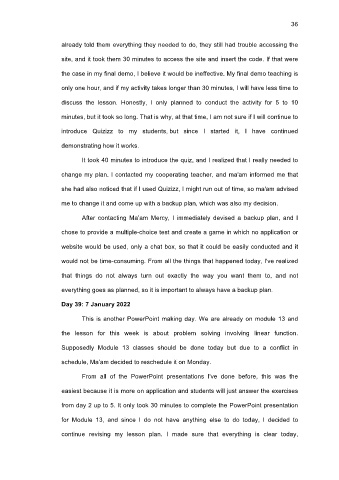 36
already told them everything they needed to do, they still had trouble accessing the
site, and it took them 30 minutes to access the site and insert the code. If that were
the case in my final demo, I believe it would be ineffective. My final demo teaching is
only one hour, and if my activity takes longer than 30 minutes, I will have less time to
discuss the lesson. Honestly, I only planned to conduct the activity for 5 to 10
minutes, but it took so long. That is why, at that time, I am not sure if I will continue to
introduce Quizizz to my students, but since I started it, I have continued
demonstrating how it works.
It took 40 minutes to introduce the quiz, and I realized that I really needed to
change my plan. I contacted my cooperating teacher, and ma'am informed me that
she had also noticed that if I used Quizizz, I might run out of time, so ma'am advised
me to change it and come up with a backup plan, which was also my decision.
After contacting Ma'am Mercy, I immediately devised a backup plan, and I
chose to provide a multiple-choice test and create a game in which no application or
website would be used, only a chat box, so that it could be easily conducted and it
would not be time-consuming. From all the things that happened today, I've realized
that things do not always turn out exactly the way you want them to, and not
everything goes as planned, so it is important to always have a backup plan.
Day 39: 7 January 2022
This is another PowerPoint making day. We are already on module 13 and
the lesson for this week is about problem solving involving linear function.
Supposedly Module 13 classes should be done today but due to a conflict in
schedule, Ma'am decided to reschedule it on Monday.
From all of the PowerPoint presentations I've done before, this was the
easiest because it is more on application and students will just answer the exercises
from day 2 up to 5. It only took 30 minutes to complete the PowerPoint presentation
for Module 13, and since I do not have anything else to do today, I decided to
continue revising my lesson plan. I made sure that everything is clear today,